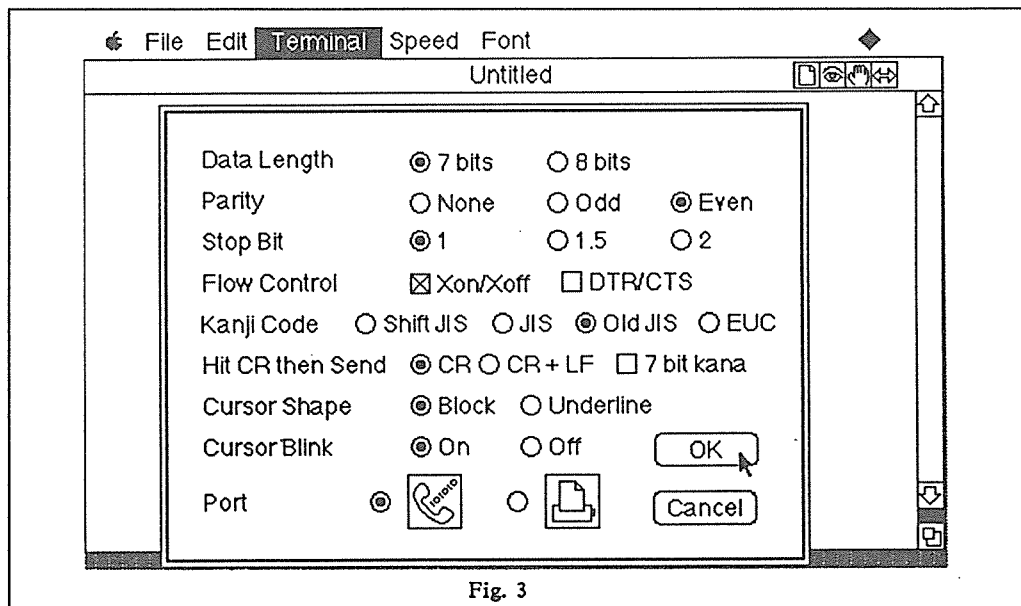 File Edit Terminal Speed Font
Untitled
Data Length 7 bits 8 bits
Parity None Odd Even
Stop Bit 1 1.5 2
Flow Control Xon/Xoff DTR/CTS
Kanji Code Shift JIS JIS Old JIS EUC
Hit CR then Send CR CR + LF 7 bit kana
Cursor Shape Block Underline
Cursor Blink On Off OK
Port Cancel
Fig. 3